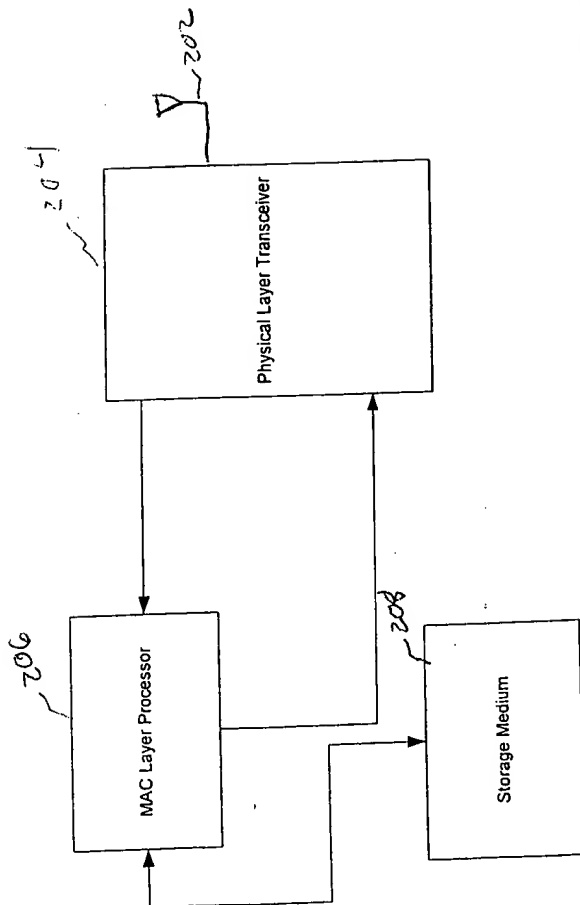 202
204
Physical Layer Transceiver
206
MAC Layer Processor
208
Storage Medium